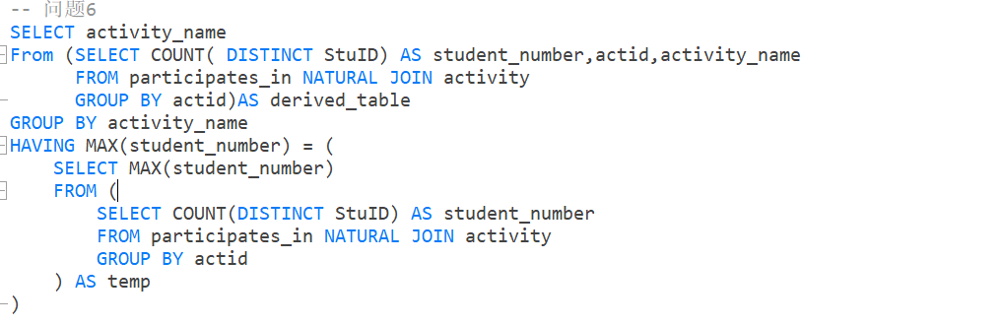 -- 问题6
SELECT activity_name
From (SELECT COUNT( DISTINCT StuID) AS student_number,actid,activity_name
FROM participates_in NATURAL JOIN activity
GROUP BY actid)AS derived_table
GROUP BY activity_name
HAVING MAX(student_number) = (
SELECT MAX(student_number)
FROM (
SELECT COUNT(DISTINCT StuID) AS student_number
FROM participates_in NATURAL JOIN activity
GROUP BY actid
) AS temp
)